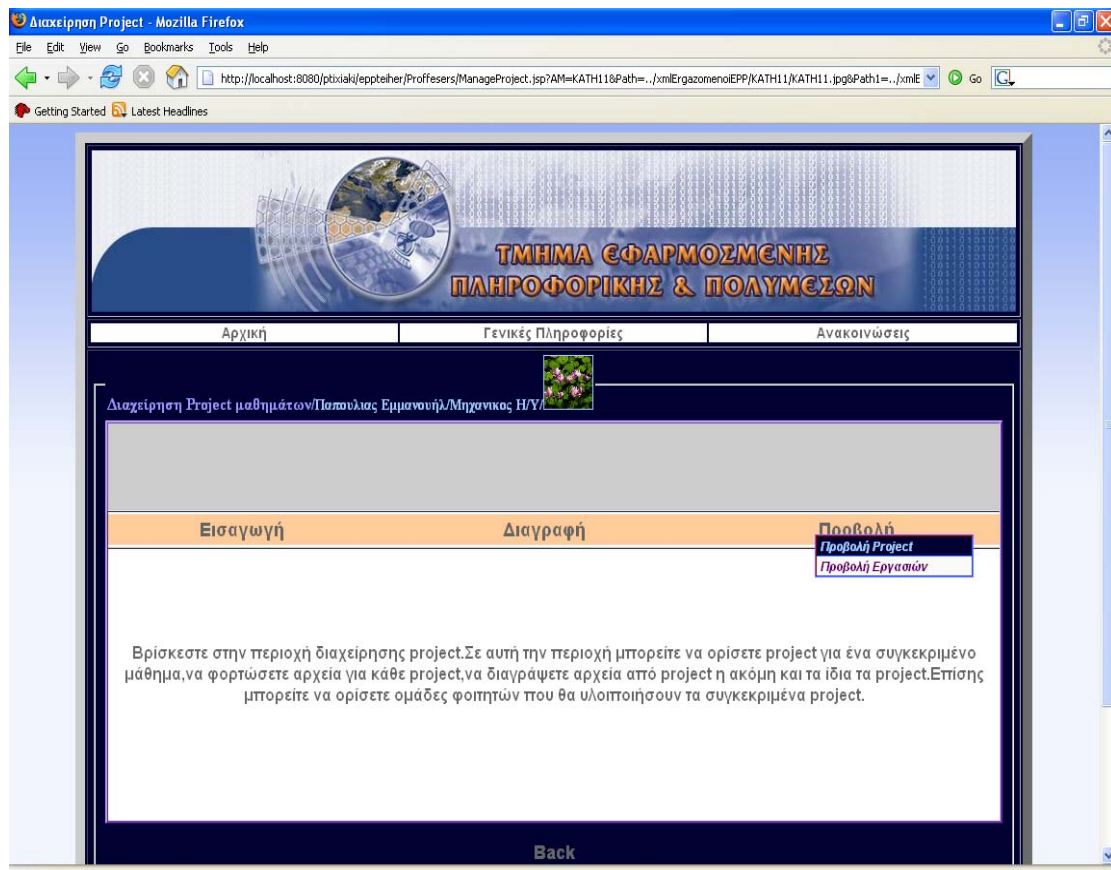 Διαχείρηση Project - Mozilla Firefox
File Edit View Go Bookmarks Tools Help
http://localhost:8080/ptixiaki/eppteiher/Proffesers/ManageProject.jsp?AM=KATH11&Path=../xmlErgazomenoiEPP/KATH11/KATH11.jpg&Path1=../xmlE Go
Getting Started Latest Headlines
ΤΜΗΜΑ ΕΦΑΡΜΟΣΜΕΝΗΣ
ΠΛΗΡΟΦΟΡΙΚΗΣ & ΠΟΛΥΜΕΣΩΝ
Αρχική Γενικές Πληροφορίες Ανακοινώσεις
Διαχείρηση Project μαθημάτων/Παπουλιας Εμμανουήλ/Μηχανικος Η/Υ/
Εισαγωγή Διαγραφή Προβολή
Προβολή Project
Προβολή Εργασιών
Βρίσκεστε στην περιοχή διαχείρησης project.Σε αυτή την περιοχή μπορείτε να ορίσετε project για ένα συγκεκριμένο
μάθημα,να φορτώσετε αρχεία για κάθε project,να διαγράψετε αρχεία από project η ακόμη και τα ίδια τα project.Επίσης
μπορείτε να ορίσετε ομάδες φοιτητών που θα υλοποιήσουν τα συγκεκριμένα project.
Back